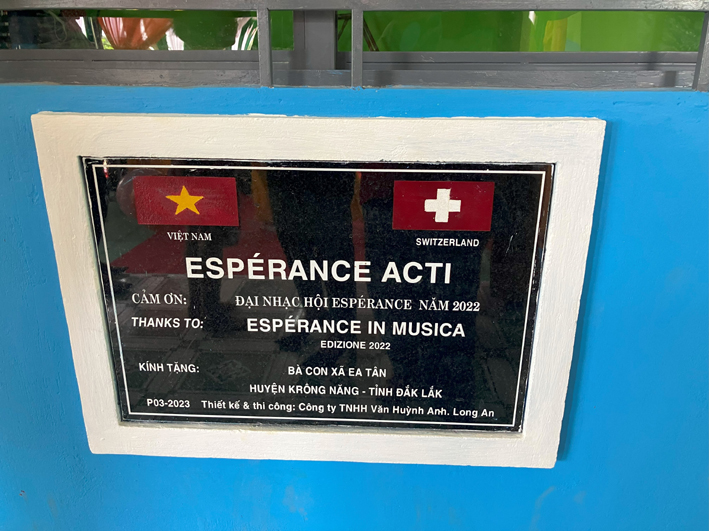 VIỆT NAM
SWITZERLAND
ESPÉRANCE ACTI
CẢM ƠN: ĐẠI NHẠC HỘI ESPÉRANCE NĂM 2022
THANKS TO: ESPÉRANCE IN MUSICA
EDIZIONE 2022
KÍNH TẶNG: BÀ CON XÃ EA TÂN
HUYỆN KRÔNG NĂNG - TỈNH ĐẮK LẮK
P03-2023 Thiết kế & thi công: Công ty TNHH Văn Huỳnh Anh. Long An